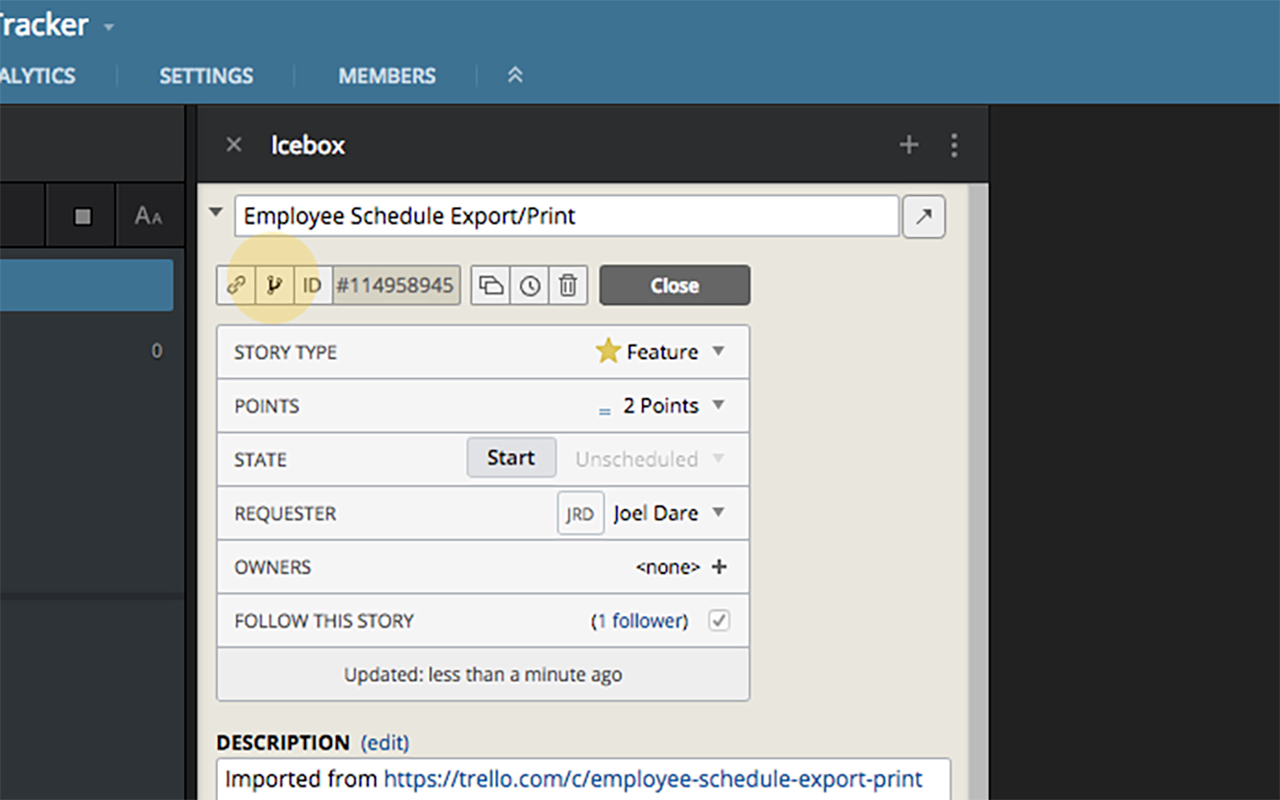 Tracker
ALYTICS SETTINGS MEMBERS
Icebox
AA
Employee Schedule Export/Print
ID #114958945 Close
0
STORY TYPE Feature
POINTS 2 Points
STATE Start Unscheduled
REQUESTER JRD Joel Dare
OWNERS <none>
FOLLOW THIS STORY (1 follower)
Updated: less than a minute ago
DESCRIPTION (edit)
Imported from https://trello.com/c/employee-schedule-export-print